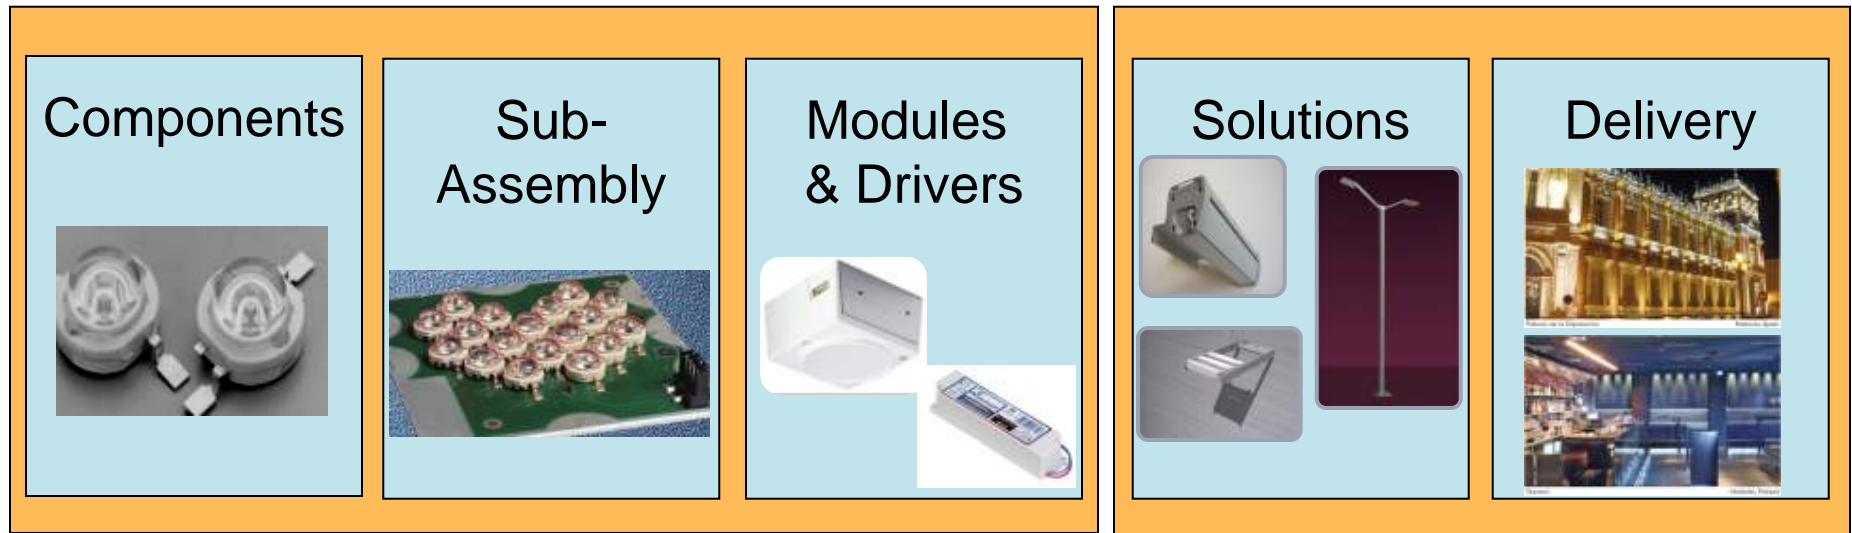 Components
Sub-
Assembly
Modules
& Drivers
Solutions
Delivery